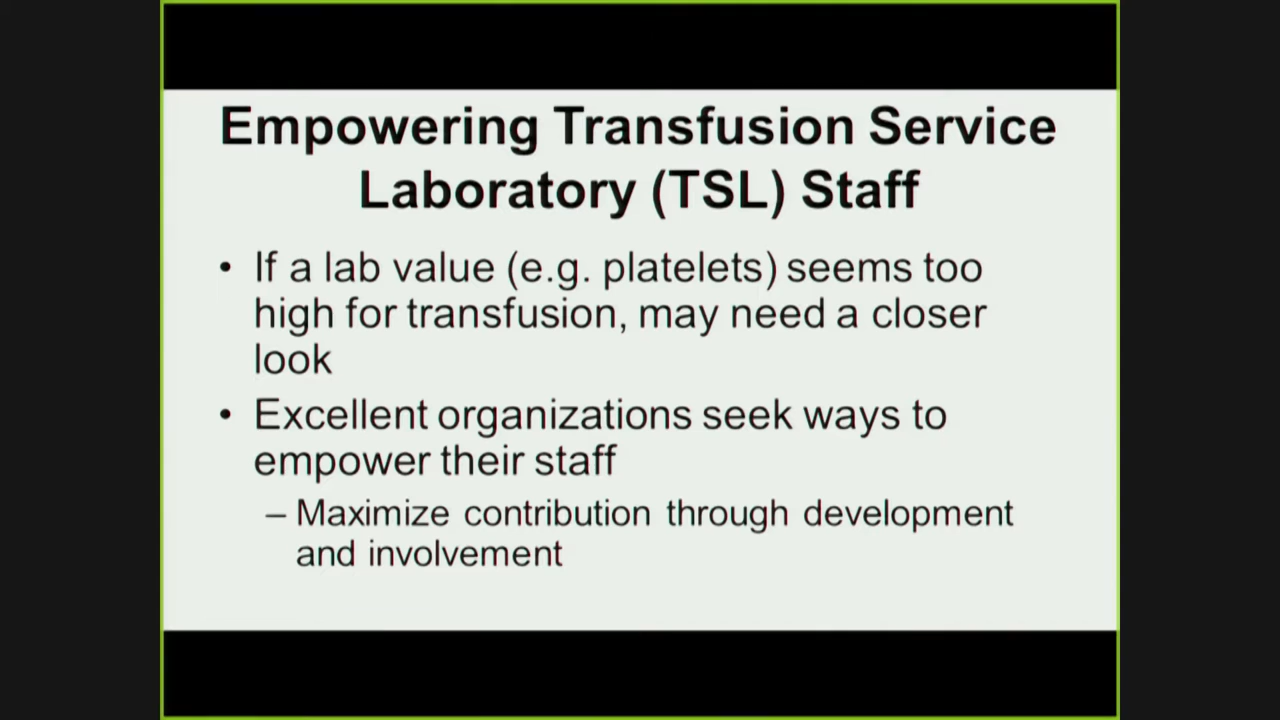 Empowering Transfusion Service
Laboratory (TSL) Staff
• If a lab value (e.g. platelets) seems too
high for transfusion, may need a closer
look
• Excellent organizations seek ways to
empower their staff
– Maximize contribution through development
and involvement